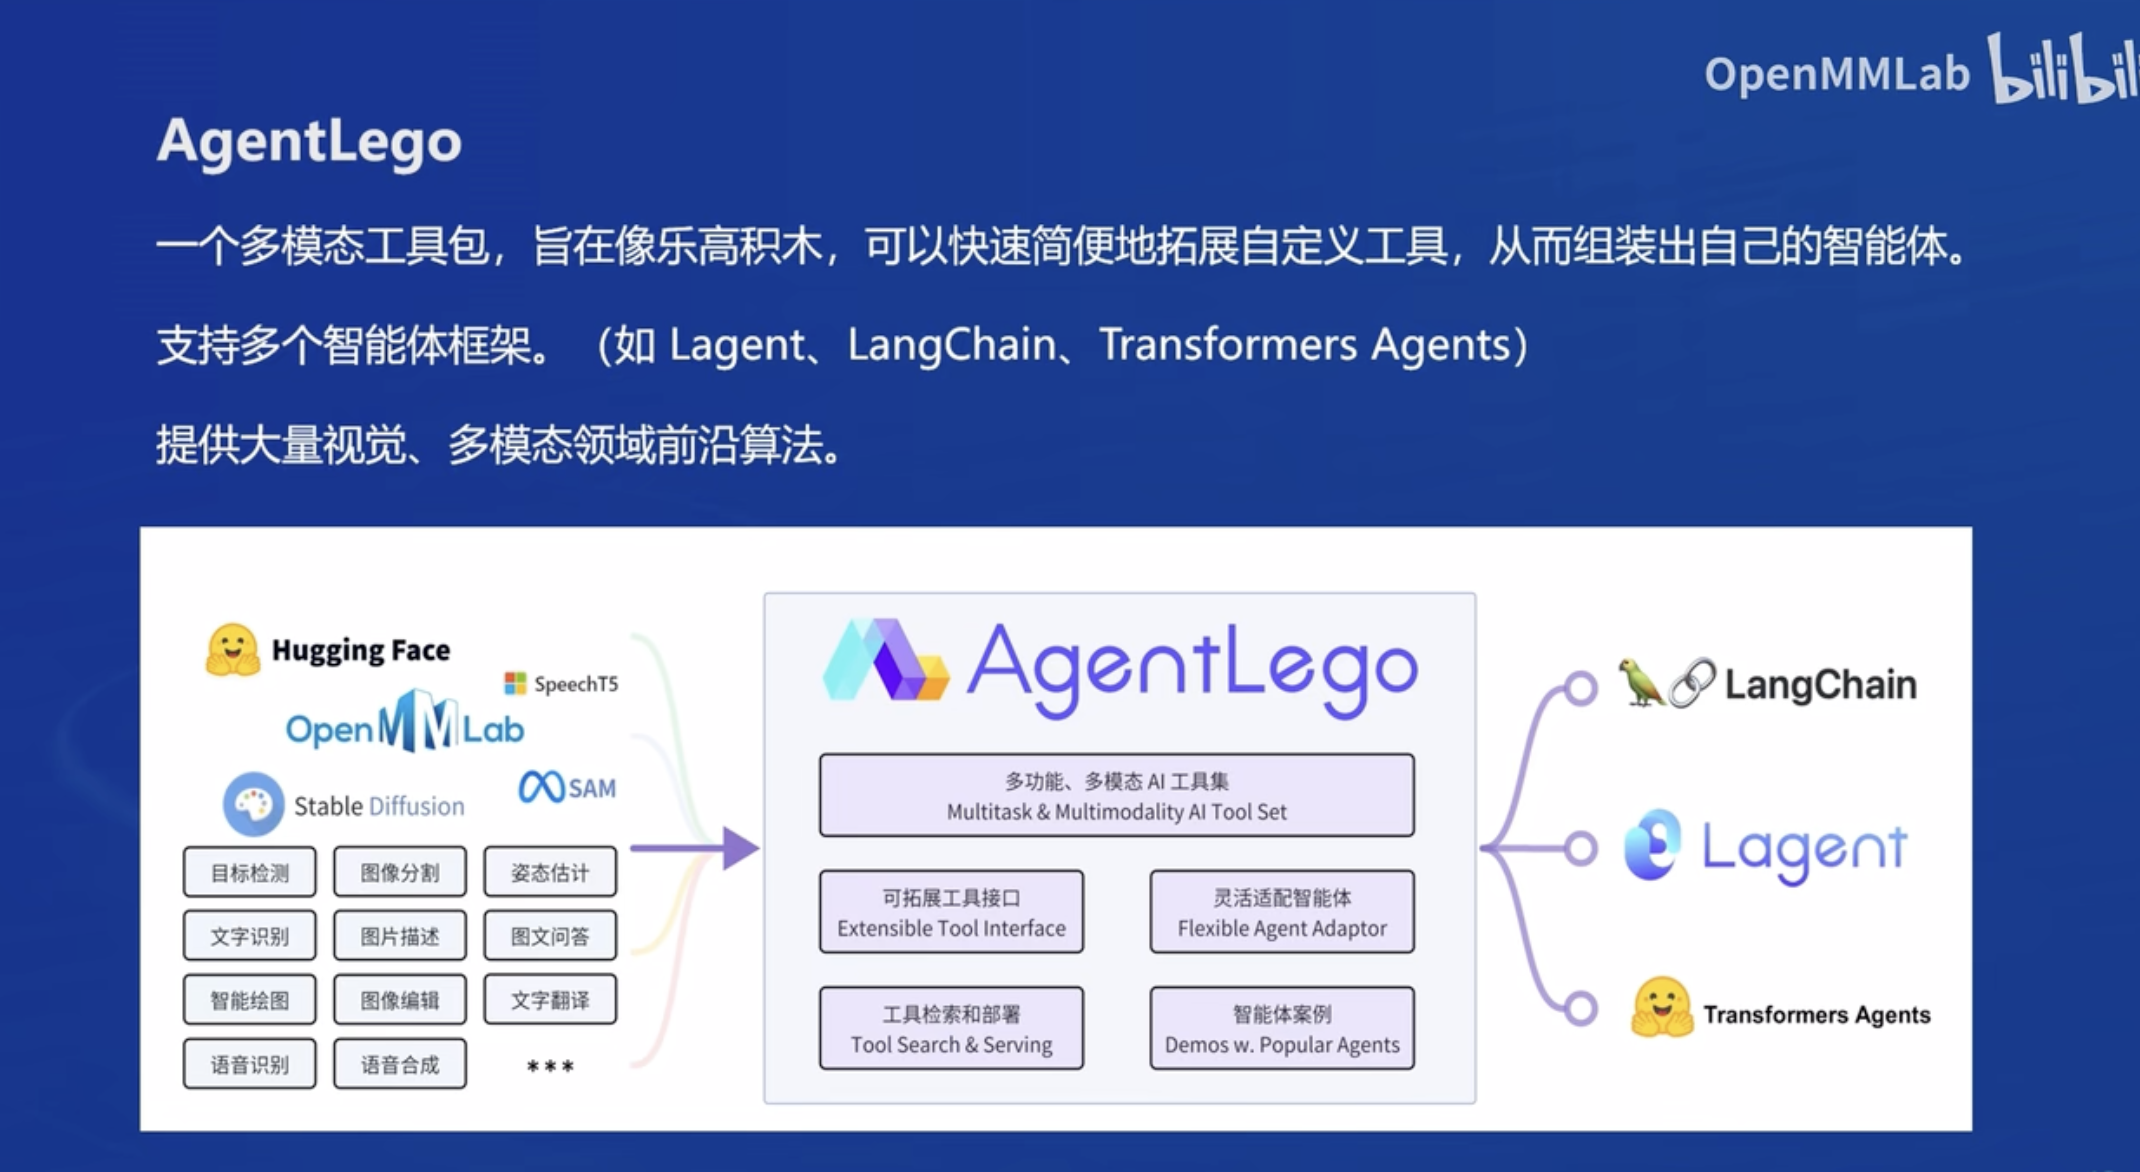 OpenMMLab bilibili
AgentLego
一个多模态工具包，旨在像乐高积木，可以快速简便地拓展自定义工具，从而组装出自己的智能体。
支持多个智能体框架。（如 Lagent、LangChain、Transformers Agents）
提供大量视觉、多模态领域前沿算法。
Hugging Face
SpeechT5
OpenMMLab
SAM
Stable Diffusion
目标检测 图像分割 姿态估计
文字识别 图片描述 图文问答
智能绘图 图像编辑 文字翻译
语音识别 语音合成 ***
AgentLego
多功能、多模态 AI 工具集
Multitask & Multimodality AI Tool Set
可拓展工具接口
Extensible Tool Interface
灵活适配智能体
Flexible Agent Adaptor
工具检索和部署
Tool Search & Serving
智能体案例
Demos w. Popular Agents
LangChain
Lagent
Transformers Agents